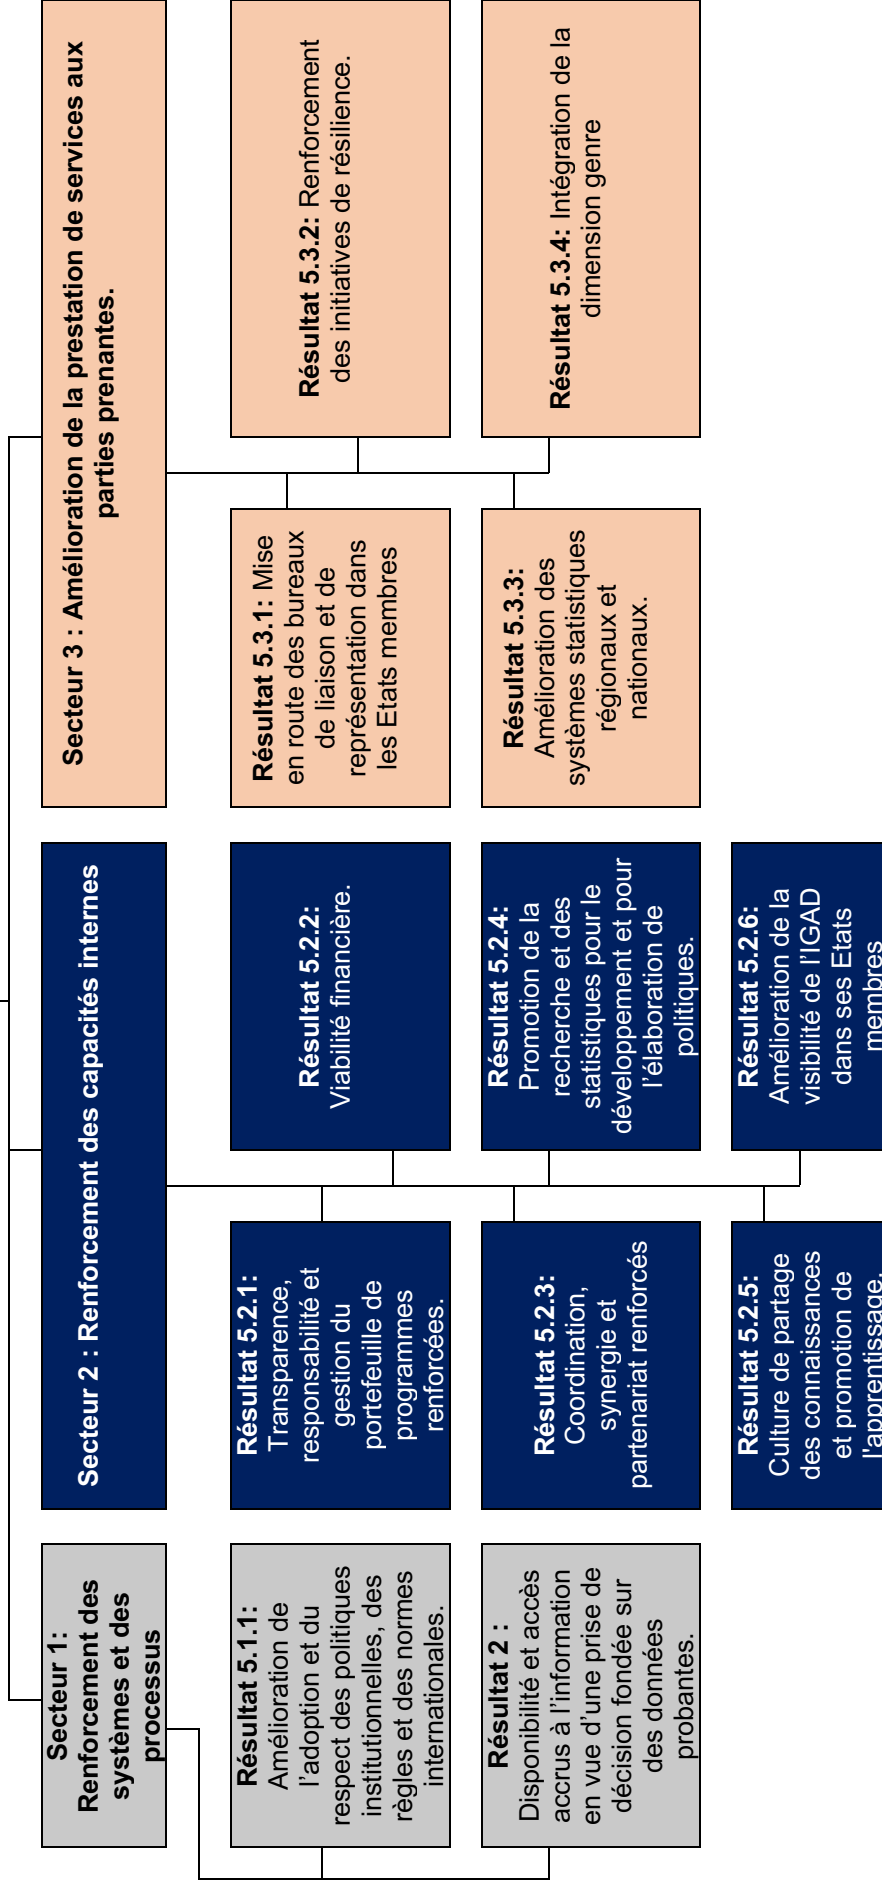 Secteur 1:
Renforcement des
systèmes et des
processus
Résultat 5.1.1:
Amélioration de
l'adoption et du
respect des politiques
institutionnelles, des
règles et des normes
internationales.
Résultat 2 :
Disponibilité et accès
accrus à l'information
en vue d'une prise de
décision fondée sur
des données
probantes.
Secteur 2 : Renforcement des capacités internes
Résultat 5.2.1:
Transparence,
responsabilité et
gestion du
portefeuille de
programmes
renforcées.
Résultat 5.2.2:
Viabilité financière.
Résultat 5.2.3:
Coordination,
synergie et
partenariat renforcés
Résultat 5.2.4:
Promotion de la
recherche et des
statistiques pour le
développement et pour
l'élaboration de
politiques.
Résultat 5.2.5:
Culture de partage
des connaissances
et promotion de
l'apprentissage.
Résultat 5.2.6:
Amélioration de la
visibilité de l'IGAD
dans ses Etats
membres
Secteur 3 : Amélioration de la prestation de services aux
parties prenantes.
Résultat 5.3.1: Mise
en route des bureaux
de liaison et de
représentation dans
les Etats membres
Résultat 5.3.2: Renforcement
des initiatives de résilience.
Résultat 5.3.3:
Amélioration des
systèmes statistiques
régionaux et
nationaux.
Résultat 5.3.4: Intégration de la
dimension genre